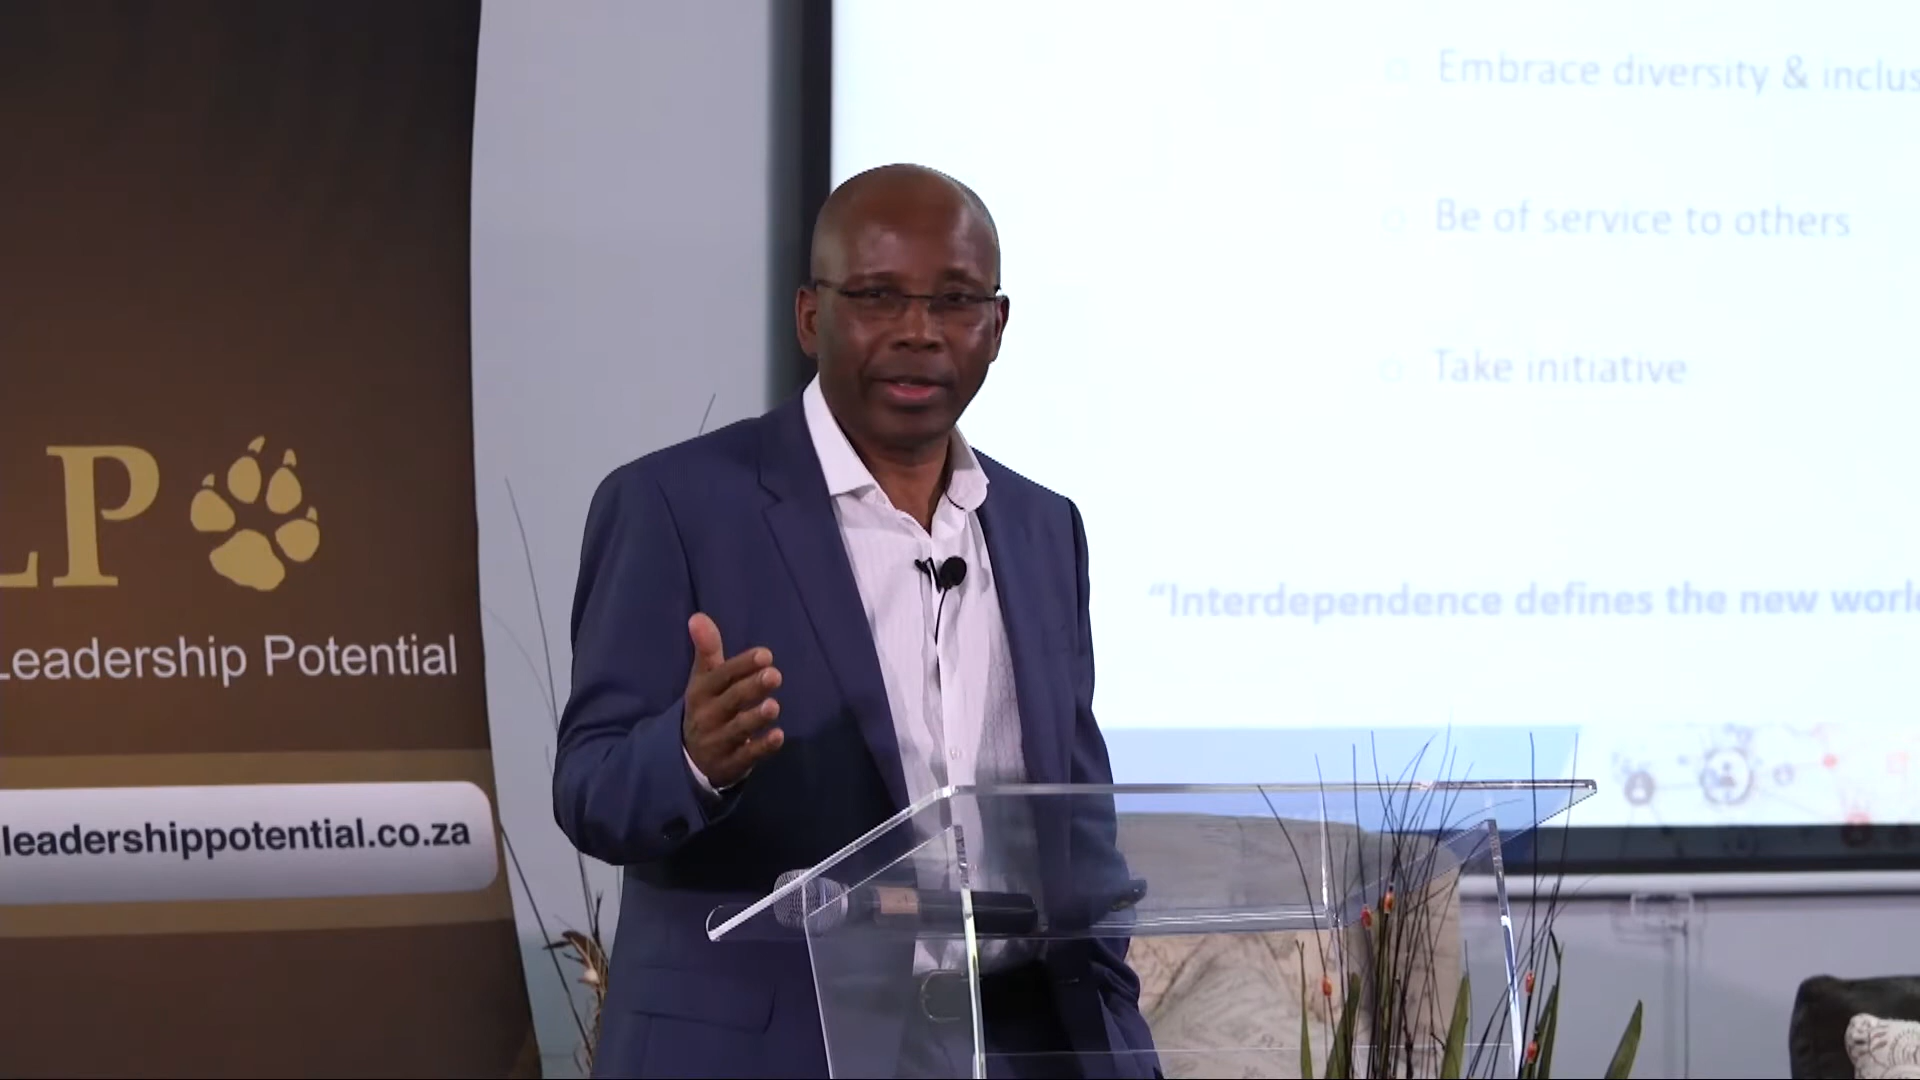 LP
Leadership Potential
leadershippotential.co.za
Embrace diversity & inclus
Be of service to others
Take initiative
“Interdependence defines the new world